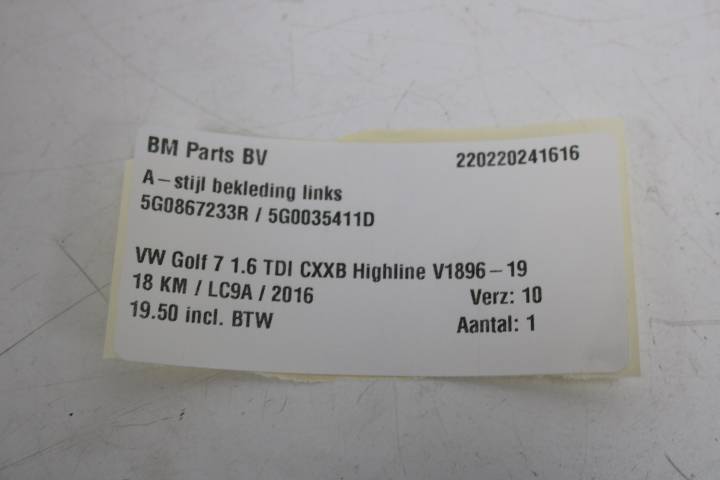 BM Parts BV 220220241616
A-stijl bekleding links
5G0867233R / 5G0035411D
VW Golf 7 1.6 TDI CXXB Highline V1896-19
18 KM / LC9A / 2016 Verz: 10
19.50 incl. BTW Aantal: 1